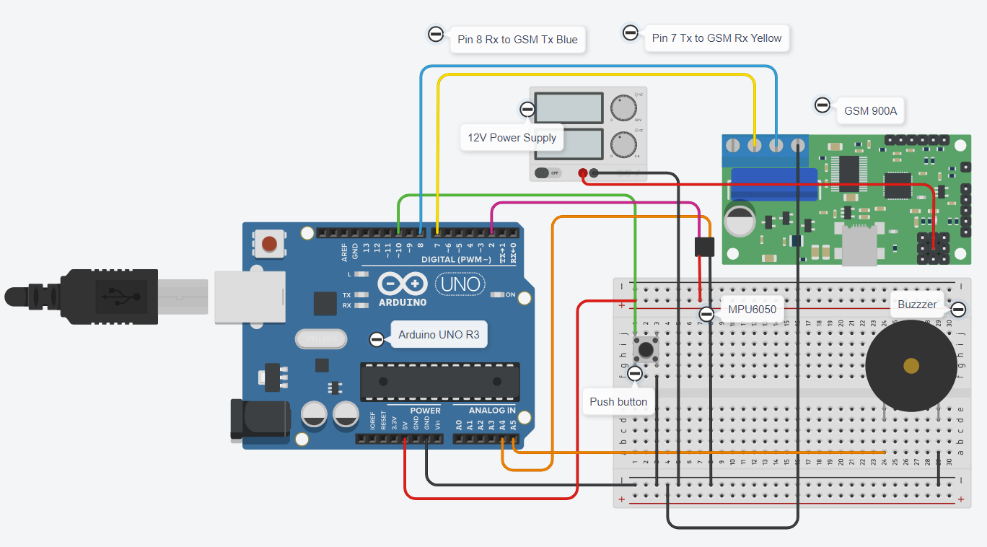 Pin 8 Rx to GSM Tx Blue
Pin 7 Tx to GSM Rx Yellow
GSM 900A
12V Power Supply
OFF
AREF
GND
13
12
~11
~10
~9
8
7
~6
~5
4
~3
2
TX→1
RX←0
DIGITAL (PWM~)
L
TX
RX
ARDUINO
UNO
ON
Arduino UNO R3
MPU6050
Buzzzer
Push button
POWER
ANALOG IN
IOREF
RESET
3.3V
5V
GND
GND
Vin
A0
A1
A2
A3
A4
A5